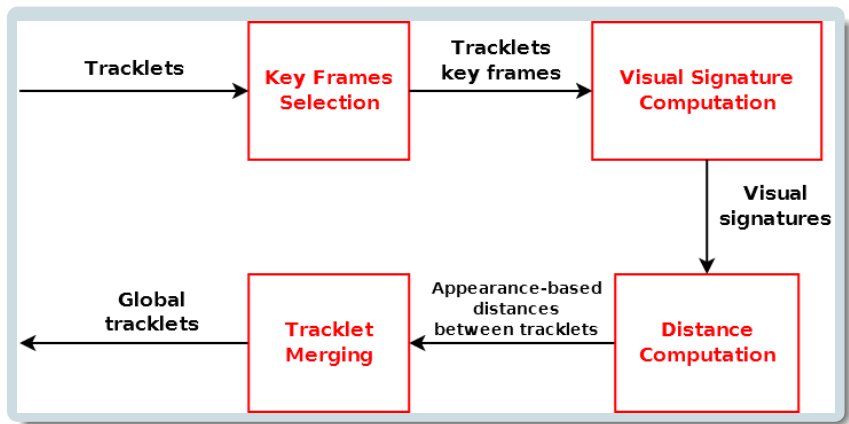 Tracklets
Key Frames
Selection
Tracklets
key frames
Visual Signature
Computation
Visual
signatures
Distance
Computation
Appearance-based
distances
between tracklets
Tracklet
Merging
Global
tracklets